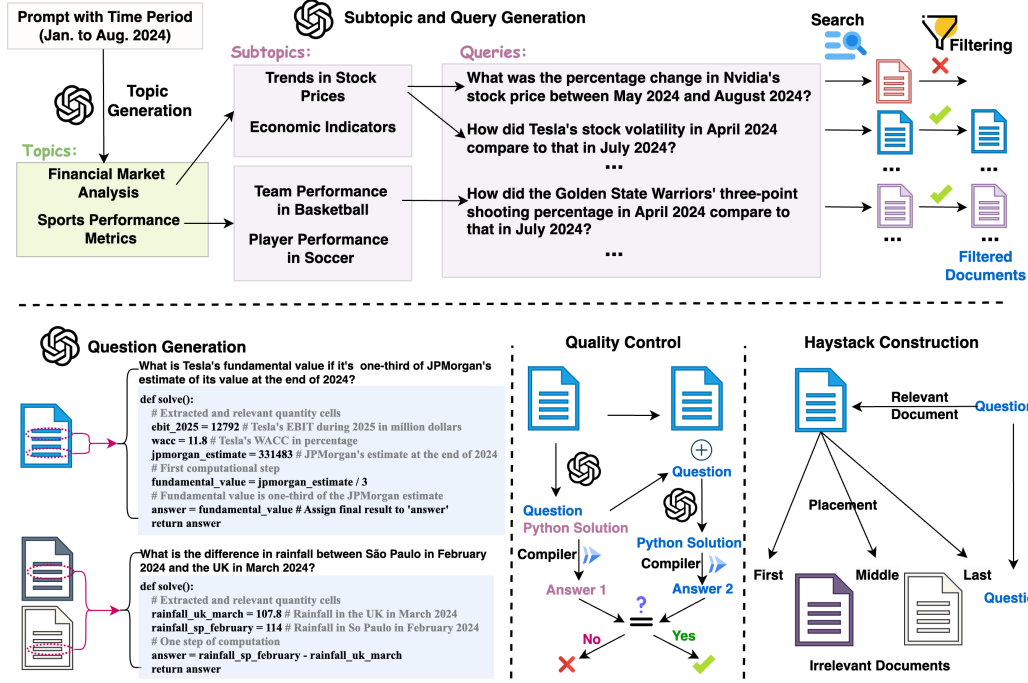 Prompt with Time Period
(Jan. to Aug. 2024)
Subtopic and Query Generation
Topic
Generation
Topics:
Financial Market
Analysis
Sports Performance
Metrics
Subtopics:
Trends in Stock
Prices
Economic Indicators
Team Performance
in Basketball
Player Performance
in Soccer
Queries:
What was the percentage change in Nvidia's
stock price between May 2024 and August 2024?
How did Tesla's stock volatility in April 2024
compare to that in July 2024?
...
How did the Golden State Warriors' three-point
shooting percentage in April 2024 compare to
that in July 2024?
...
Search
Filtering
... ...
... ...
Filtered
Documents
Question Generation
What is Tesla's fundamental value if it's one-third of JPMorgan's
estimate of its value at the end of 2024?
def solve():
# Extracted and relevant quantity cells
ebit_2025 = 12792 # Tesla's EBIT during 2025 in million dollars
wacc = 11.8 # Tesla's WACC in percentage
jpmorgan_estimate = 331483 # JPMorgan's estimate at the end of 2024
# First computational step
fundamental_value = jpmorgan_estimate / 3
# Fundamental value is one-third of the JPMorgan estimate
answer = fundamental_value # Assign final result to 'answer'
return answer
What is the difference in rainfall between São Paulo in February
2024 and the UK in March 2024?
def solve():
# Extracted and relevant quantity cells
rainfall_uk_march = 107.8 # Rainfall in the UK in March 2024
rainfall_sp_february = 114 # Rainfall in So Paulo in February 2024
# One step of computation
answer = rainfall_sp_february - rainfall_uk_march
return answer
Quality Control
Question
Python Solution
Compiler
Answer 1
Question
Python Solution
Compiler
Answer 2
?
=
No
Yes
Haystack Construction
Relevant
Document
Question
Placement
First
Middle
Last
Questio
Irrelevant Documents